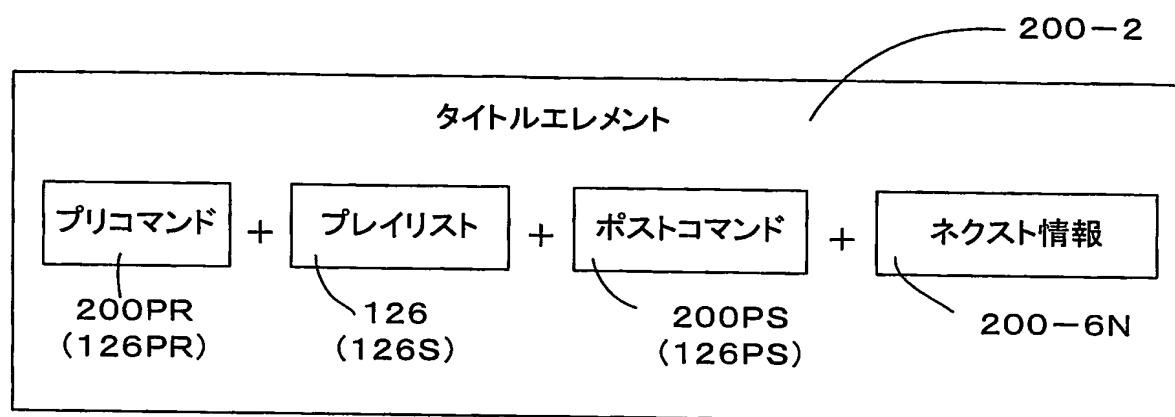 200-2
タイトルエレメント
プリコマンド + プレイリスト + ポストコマンド + ネクスト情報
200PR 126 200PS 200-6N
(126PR) (126S) (126PS)